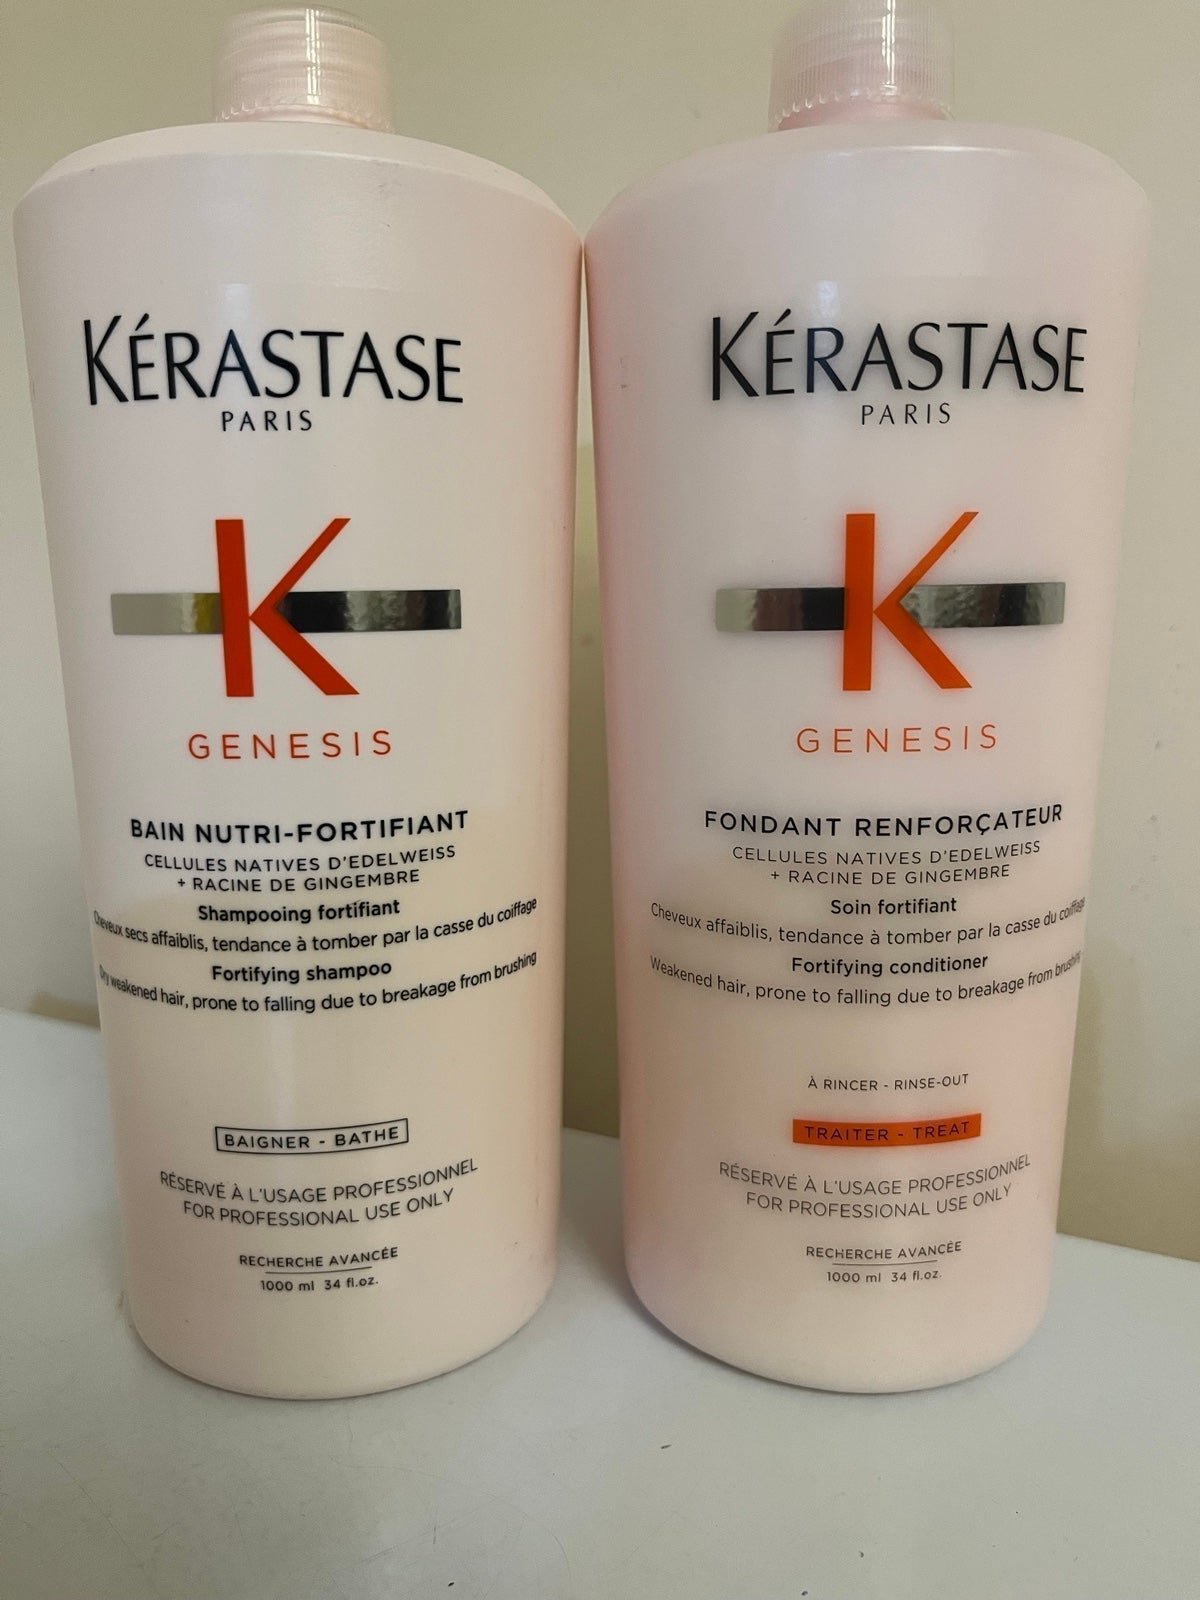 KÉRASTASE
PARIS
K
GENESIS
BAIN NUTRI-FORTIFIANT
CELLULES NATIVES D'EDELWEISS
+ RACINE DE GINGEMBRE
Shampooing fortifiant
Cheveux secs affaiblis, tendance à tomber par la casse du coiffage
Fortifying shampoo
Dry weakened hair, prone to falling due to breakage from brushing
BAIGNER - BATHE
RÉSERVÉ À L'USAGE PROFESSIONNEL
FOR PROFESSIONAL USE ONLY
RECHERCHE AVANCÉE
1000 ml 34 fl.oz.
KÉRASTASE
PARIS
K
GENESIS
FONDANT RENFORÇATEUR
CELLULES NATIVES D'EDELWEISS
+ RACINE DE GINGEMBRE
Soin fortifiant
Cheveux affaiblis, tendance à tomber par la casse du coiffage
Fortifying conditioner
Weakened hair, prone to falling due to breakage from brushing
À RINCER - RINSE-OUT
TRAITER - TREAT
RÉSERVÉ À L'USAGE PROFESSIONNEL
FOR PROFESSIONAL USE ONLY
RECHERCHE AVANCÉE
1000 ml 34 fl.oz.